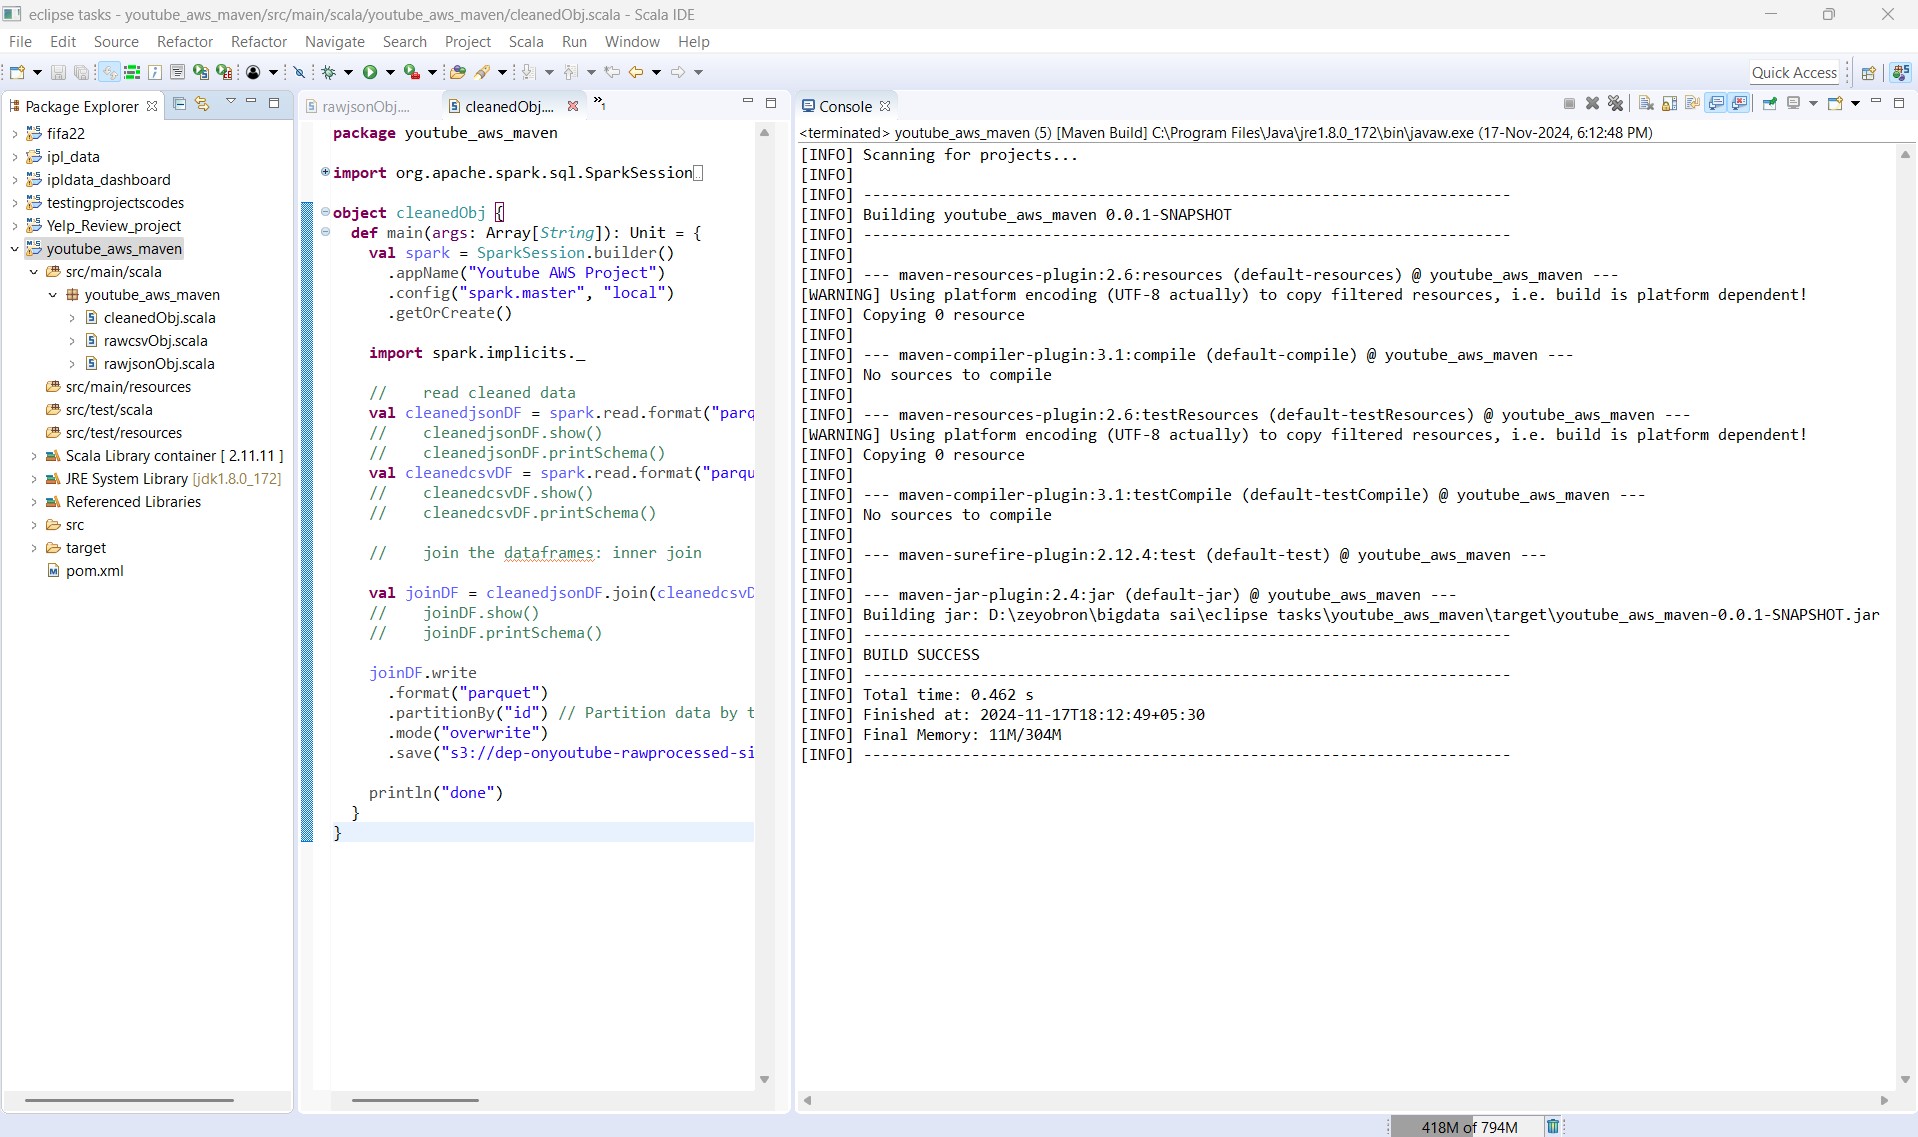 eclipse tasks - youtube_aws_maven/src/main/scala/youtube_aws_maven/cleanedObj.scala - Scala IDE
File Edit Source Refactor Refactor Navigate Search Project Scala Run Window Help
Quick Access
Package Explorer
fifa22
ipl_data
ipldata_dashboard
testingprojectscodes
Yelp_Review_project
youtube_aws_maven
src/main/scala
youtube_aws_maven
cleanedObj.scala
rawcsvObj.scala
rawjsonObj.scala
src/main/resources
src/test/scala
src/test/resources
Scala Library container [ 2.11.11 ]
JRE System Library [jdk1.8.0_172]
Referenced Libraries
src
target
pom.xml
rawjsonObj.... cleanedObj.... »1
package youtube_aws_maven
import org.apache.spark.sql.SparkSession
object cleanedObj {
def main(args: Array[String]): Unit = {
val spark = SparkSession.builder()
.appName("Youtube AWS Project")
.config("spark.master", "local")
.getOrCreate()
import spark.implicits._
// read cleaned data
val cleanedjsonDF = spark.read.format("parq
// cleanedjsonDF.show()
// cleanedjsonDF.printSchema()
val cleanedcsvDF = spark.read.format("parqu
// cleanedcsvDF.show()
// cleanedcsvDF.printSchema()
// join the dataframes: inner join
val joinDF = cleanedjsonDF.join(cleanedcsvD
// joinDF.show()
// joinDF.printSchema()
joinDF.write
.format("parquet")
.partitionBy("id") // Partition data by t
.mode("overwrite")
.save("s3://dep-onyoutube-rawprocessed-si
println("done")
}
}
Console
<terminated> youtube_aws_maven (5) [Maven Build] C:\Program Files\Java\jre1.8.0_172\bin\javaw.exe (17-Nov-2024, 6:12:48 PM)
[INFO] Scanning for projects...
[INFO]
[INFO] ------------------------------------------------------------------------
[INFO] Building youtube_aws_maven 0.0.1-SNAPSHOT
[INFO] ------------------------------------------------------------------------
[INFO]
[INFO] --- maven-resources-plugin:2.6:resources (default-resources) @ youtube_aws_maven ---
[WARNING] Using platform encoding (UTF-8 actually) to copy filtered resources, i.e. build is platform dependent!
[INFO] Copying 0 resource
[INFO]
[INFO] --- maven-compiler-plugin:3.1:compile (default-compile) @ youtube_aws_maven ---
[INFO] No sources to compile
[INFO]
[INFO] --- maven-resources-plugin:2.6:testResources (default-testResources) @ youtube_aws_maven ---
[WARNING] Using platform encoding (UTF-8 actually) to copy filtered resources, i.e. build is platform dependent!
[INFO] Copying 0 resource
[INFO]
[INFO] --- maven-compiler-plugin:3.1:testCompile (default-testCompile) @ youtube_aws_maven ---
[INFO] No sources to compile
[INFO]
[INFO] --- maven-surefire-plugin:2.12.4:test (default-test) @ youtube_aws_maven ---
[INFO]
[INFO] --- maven-jar-plugin:2.4:jar (default-jar) @ youtube_aws_maven ---
[INFO] Building jar: D:\zeyobron\bigdata sai\eclipse tasks\youtube_aws_maven\target\youtube_aws_maven-0.0.1-SNAPSHOT.jar
[INFO] ------------------------------------------------------------------------
[INFO] BUILD SUCCESS
[INFO] ------------------------------------------------------------------------
[INFO] Total time: 0.462 s
[INFO] Finished at: 2024-11-17T18:12:49+05:30
[INFO] Final Memory: 11M/304M
[INFO] ------------------------------------------------------------------------
418M of 794M